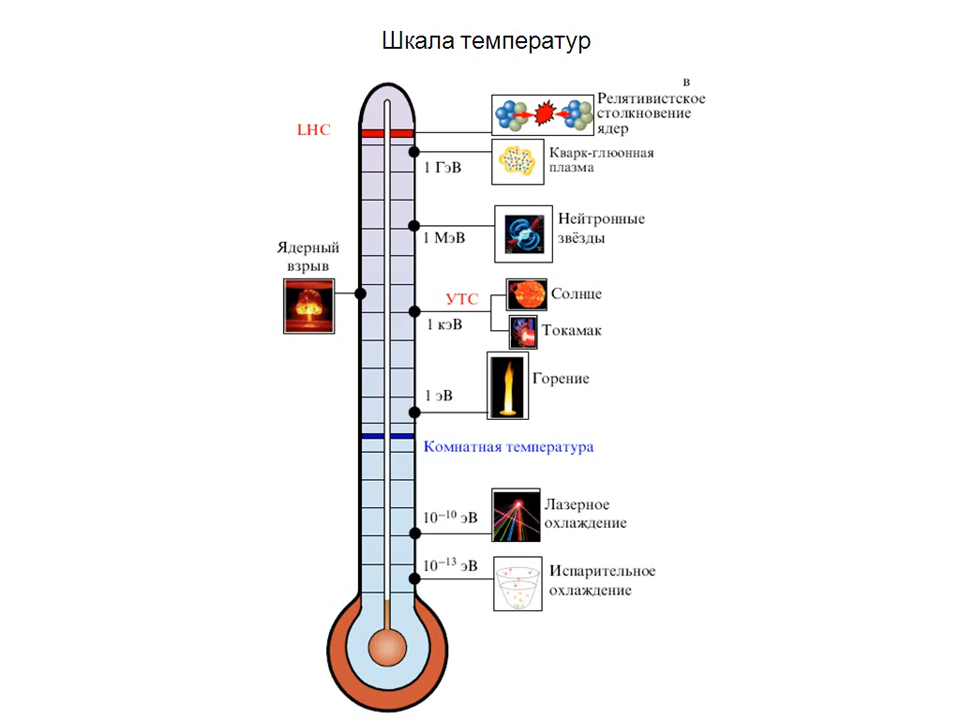 Шкала температур
в
Релятивистское
столкновение
ядер
LHC
Кварк-глюонная
плазма
1 ГэВ
Нейтронные
звёзды
1 МэВ
Ядерный
взрыв
Солнце
УТС
1 кэВ
Токамак
Горение
1 эВ
Комнатная температура
Лазерное
охлаждение
10⁻¹⁰ эВ
10⁻¹³ эВ
Испарительное
охлаждение